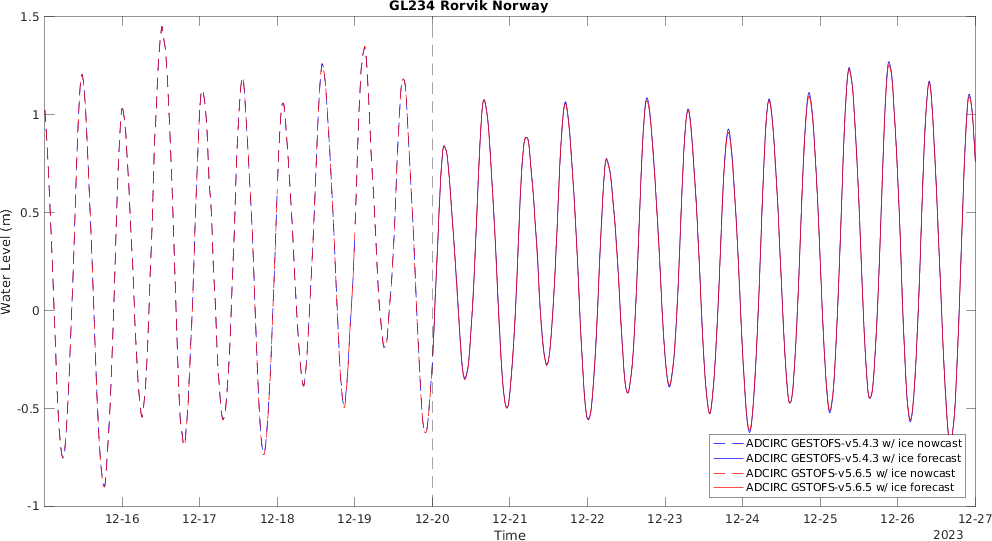 GL234 Rorvik Norway
Water Level (m)
1.5
1
0.5
0
-0.5
-1
12-16
12-17
12-18
12-19
12-20
12-21
12-22
12-23
12-24
12-25
12-26
12-27
Time
2023
ADCIRC GESTOFS-v5.4.3 w/ ice nowcast
ADCIRC GESTOFS-v5.4.3 w/ ice forecast
ADCIRC GSTOFS-v5.6.5 w/ ice nowcast
ADCIRC GSTOFS-v5.6.5 w/ ice forecast